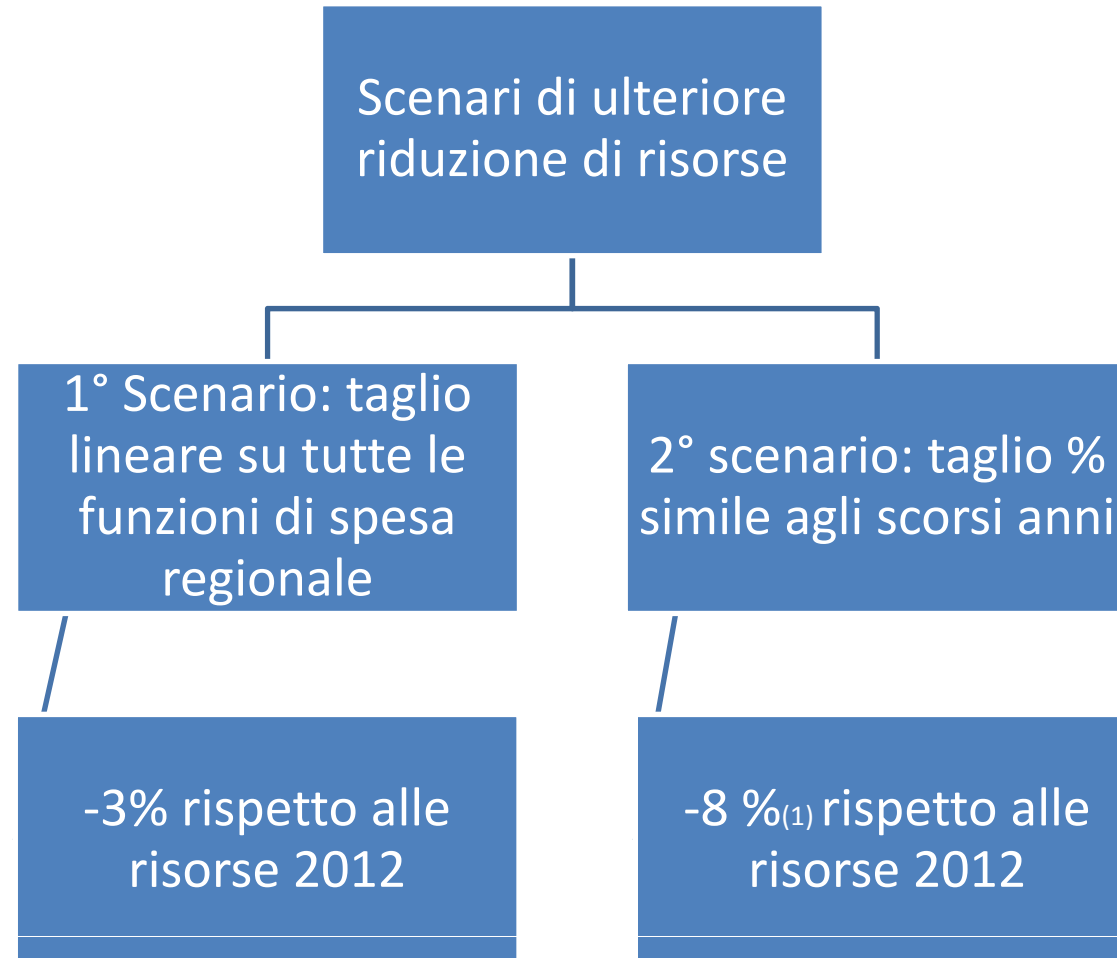 Scenari di ulteriore
riduzione di risorse
1° Scenario: taglio
lineare su tutte le
funzioni di spesa
regionale
2° scenario: taglio %
simile agli scorsi anni
-3% rispetto alle
risorse 2012
-8 %(1) rispetto alle
risorse 2012